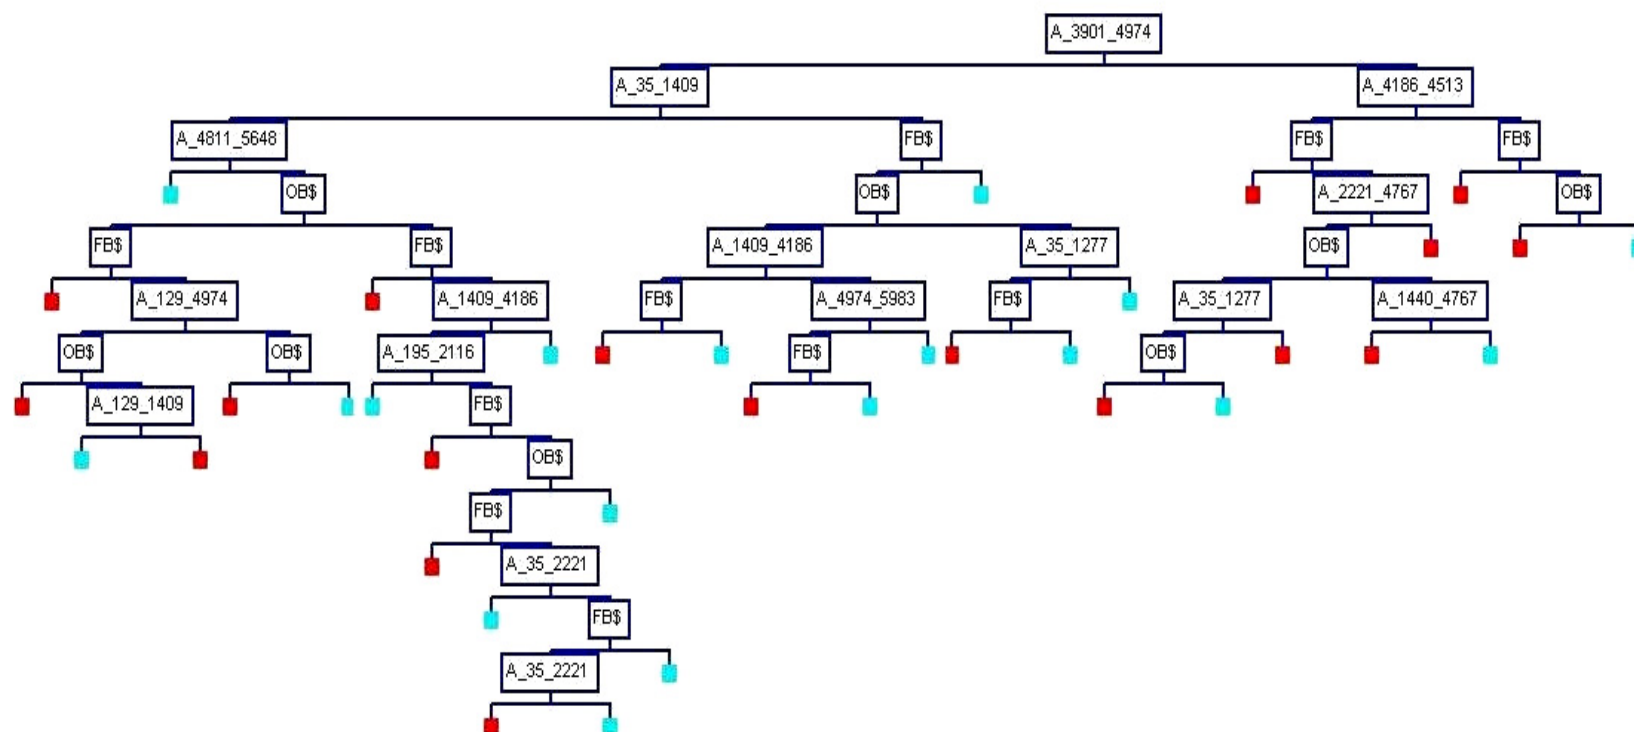 A_3901_4974
A_35_1409
A_4186_4513
A_4811_5648
FB$
FB$
FB$
OB$
OB$
A_2221_4767
OB$
FB$
FB$
A_1409_4186
A_35_1277
OB$
A_129_4974
A_1409_4186
FB$
A_4974_5983
FB$
A_35_1277
A_1440_4767
OB$
OB$
A_195_2116
FB$
OB$
A_129_1409
FB$
OB$
FB$
A_35_2221
FB$
A_35_2221